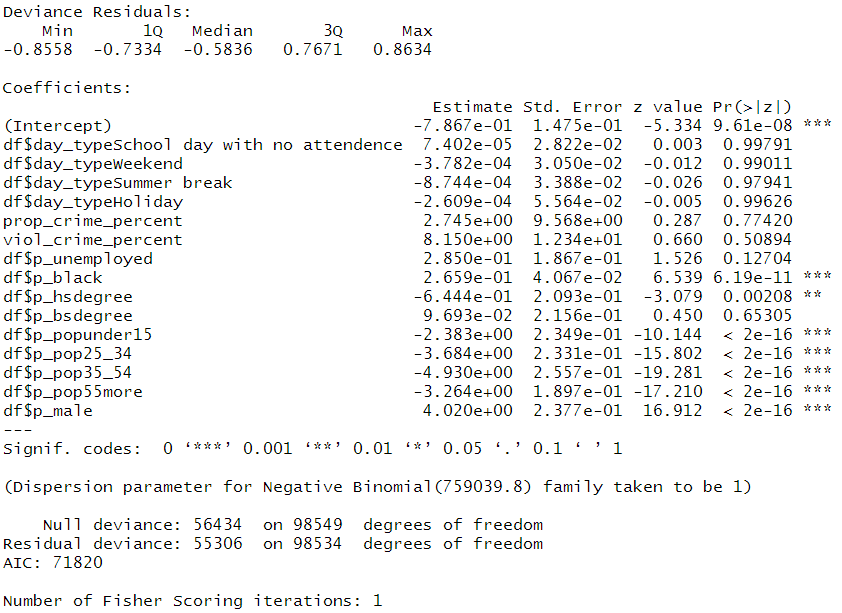 Deviance Residuals:
    Min       1Q   Median       3Q      Max
-0.8558  -0.7334  -0.5836   0.7671   0.8634

Coefficients:
                                          Estimate Std. Error z value Pr(>|z|)
(Intercept)                             -7.867e-01  1.475e-01  -5.334 9.61e-08 ***
df$day_typeSchool day with no attendence  7.402e-05  2.822e-02   0.003  0.99791
df$day_typeWeekend                      -3.782e-04  3.050e-02  -0.012  0.99011
df$day_typeSummer break                 -8.744e-04  3.388e-02  -0.026  0.97941
df$day_typeHoliday                      -2.609e-04  5.564e-02  -0.005  0.99626
prop_crime_percent                       2.745e+00  9.568e+00   0.287  0.77420
viol_crime_percent                       8.150e+00  1.234e+01   0.660  0.50894
df$p_unemployed                          2.850e-01  1.867e-01   1.526  0.12704
df$p_black                               2.659e-01  4.067e-02   6.539 6.19e-11 ***
df$p_hsdegree                           -6.444e-01  2.093e-01  -3.079  0.00208 **
df$p_bsdegree                            9.693e-02  2.156e-01   0.450  0.65305
df$p_popunder15                         -2.383e+00  2.349e-01 -10.144  < 2e-16 ***
df$p_pop25_34                           -3.684e+00  2.331e-01 -15.802  < 2e-16 ***
df$p_pop35_54                           -4.930e+00  2.557e-01 -19.281  < 2e-16 ***
df$p_pop55more                          -3.264e+00  1.897e-01 -17.210  < 2e-16 ***
df$p_male                                4.020e+00  2.377e-01  16.912  < 2e-16 ***
---
Signif. codes:  0 ‘***’ 0.001 ‘**’ 0.01 ‘*’ 0.05 ‘.’ 0.1 ‘ ’ 1

(Dispersion parameter for Negative Binomial(759039.8) family taken to be 1)

    Null deviance: 56434  on 98549  degrees of freedom
Residual deviance: 55306  on 98534  degrees of freedom
AIC: 71820

Number of Fisher Scoring iterations: 1